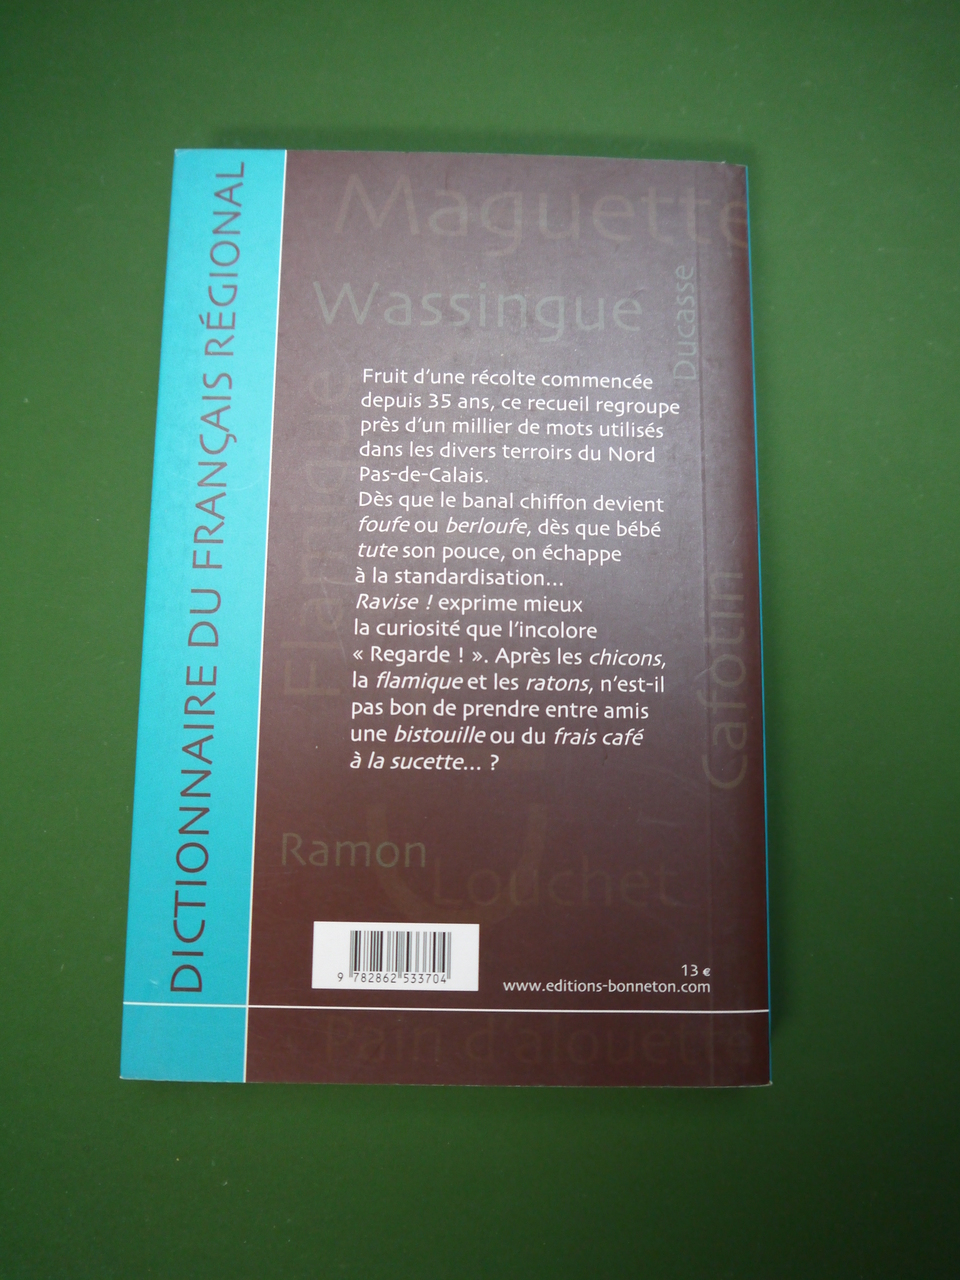 DICTIONNAIRE DU FRANÇAIS RÉGIONAL
Maguette
Wassingue
Ducasse
Flamique
Cafotin
Fruit d'une récolte commencée
depuis 35 ans, ce recueil regroupe
près d'un millier de mots utilisés
dans les divers terroirs du Nord
Pas-de-Calais.
Dès que le banal chiffon devient
foufe ou berloufe, dès que bébé
tute son pouce, on échappe
à la standardisation...
Ravise ! exprime mieux
la curiosité que l'incolore
« Regarde ! ». Après les chicons,
la flamique et les ratons, n'est-il
pas bon de prendre entre amis
une bistouille ou du frais café
à la sucette... ?
Ramon
Louchet
9 782862 533704
13 €
www.editions-bonneton.com
Pain d'alouette